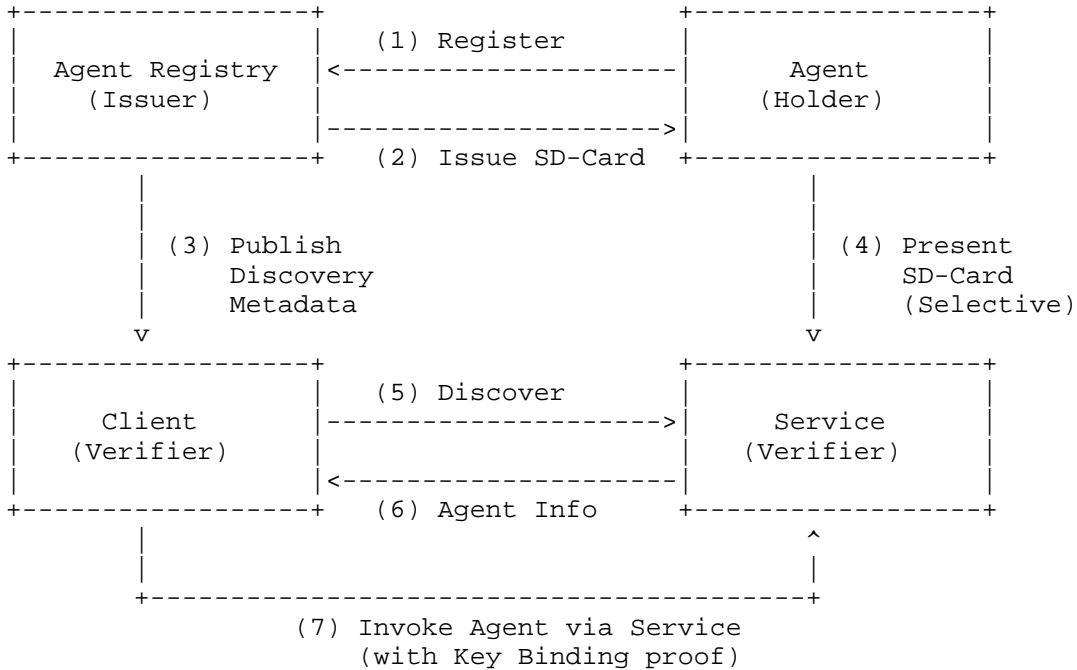 (1) Register
Agent Registry
(Issuer)
Agent
(Holder)
(2) Issue SD-Card
(3) Publish
Discovery
Metadata
(4) Present
SD-Card
(Selective)
(5) Discover
Client
(Verifier)
Service
(Verifier)
(6) Agent Info
(7) Invoke Agent via Service
(with Key Binding proof)